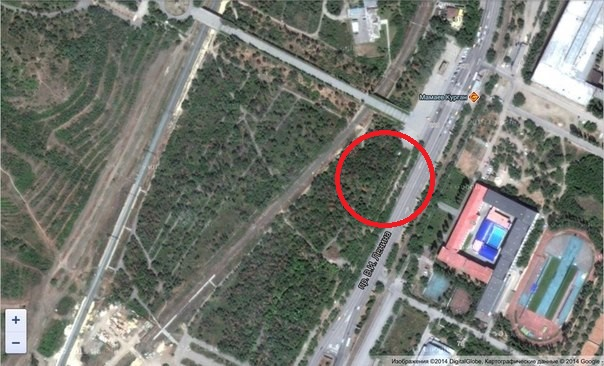 Мамаев Курган
пр. В.И. Ленина
+
−
Изображения ©2014 DigitalGlobe, Картографические данные © 2014 Google -